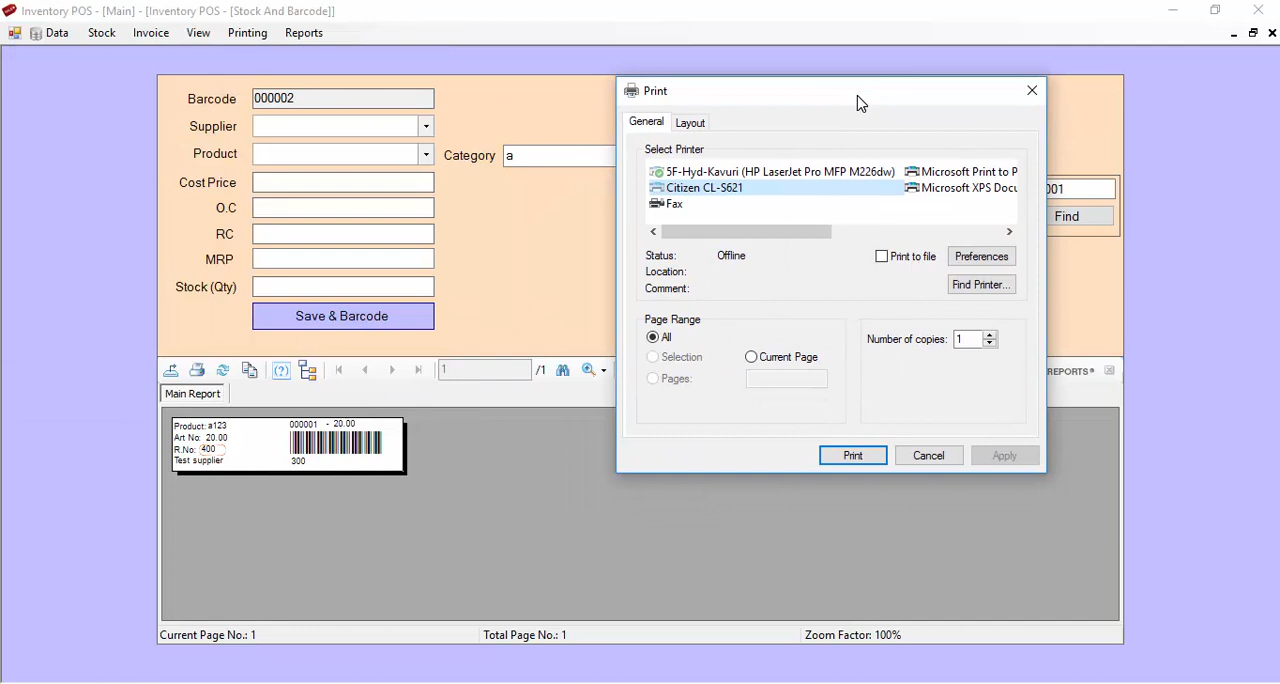 Inventory POS - [Main] - [Inventory POS - [Stock And Barcode]]
Data Stock Invoice View Printing Reports
Barcode 000002
Supplier
Product
Category a
Cost Price
O.C
RC
MRP
Stock (Qty)
Save & Barcode
001
Find
Print
General Layout
Select Printer
5F-Hyd-Kavuri (HP LaserJet Pro MFP M226dw) Microsoft Print to P
Citizen CL-S621 Microsoft XPS Docu
Fax
Status: Offline
Location:
Comment:
Print to file Preferences
Find Printer...
Page Range
All
Selection Current Page
Pages:
Number of copies: 1
Print Cancel Apply
1 /1
REPORTS®
Main Report
Product: a123 000001 - 20.00
Art No: 20.00
R.No: 400
Test supplier 300
Current Page No.: 1 Total Page No.: 1 Zoom Factor: 100%